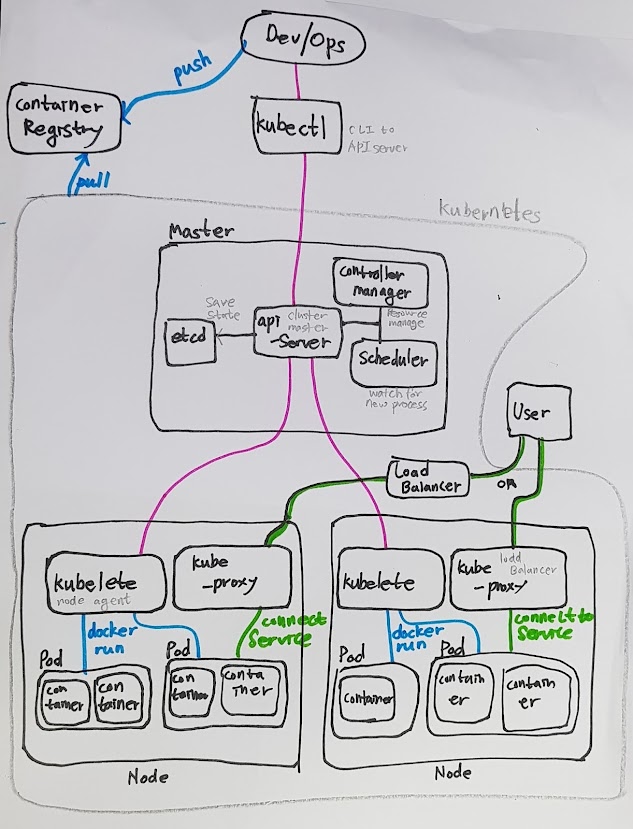 Dev/Ops
push
Container
Registry
pull
kubectl
CLI to
API server
kuberntetes
Master
controller
manager
Save
State
etcd
api
cluster
master
-Server
resource
manage
Scheduler
watch for
new process
User
Load
Balancer
OR
kubelete
node agent
kube
-proxy
kubelete
kube
load
Balancer
-proxy
docker
run
connect
Service
docker
run
connect to
Service
Pod
Pod
Pod
Pod
con
tainer
con
tainer
con
tainer
conta
iner
container
contain
er
contain
er
Node
Node